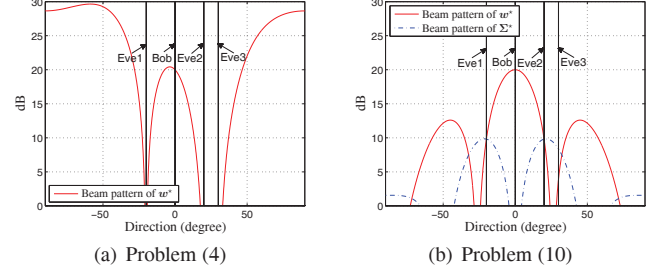 30
25
20
15
10
5
0
dB
−50
0
50
Direction (degree)
Eve1
Bob
Eve2
Eve3
Beam pattern of w*
(a) Problem (4)
30
25
20
15
10
5
0
dB
−50
0
50
Direction (degree)
Beam pattern of w*
Beam pattern of Σ*
Eve1
Bob
Eve2
Eve3
(b) Problem (10)